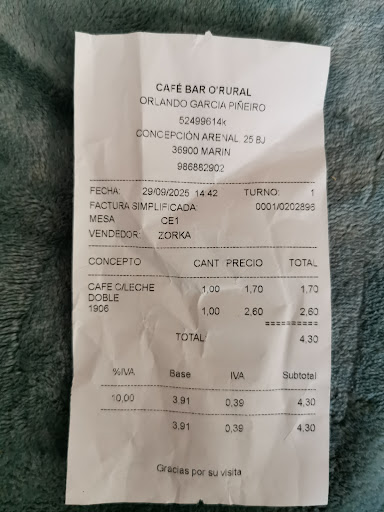 CAFÉ BAR O'RURAL
ORLANDO GARCIA PIÑEIRO
52499614k
CONCEPCIÓN ARENAL, 25 BJ
36900 MARIN
986882902
FECHA: 29/09/2025 14:42 TURNO: 1
FACTURA SIMPLIFICADA: 0001/0202898
MESA CE1
VENDEDOR: ZORKA
CONCEPTO CANT PRECIO TOTAL
CAFE C/LECHE 1,00 1,70 1,70
DOBLE
1906 1,00 2,60 2,60
=========
TOTAL: 4,30
%IVA Base IVA Subtotal
10,00 3,91 0,39 4,30
3,91 0,39 4,30
Gracias por su visita